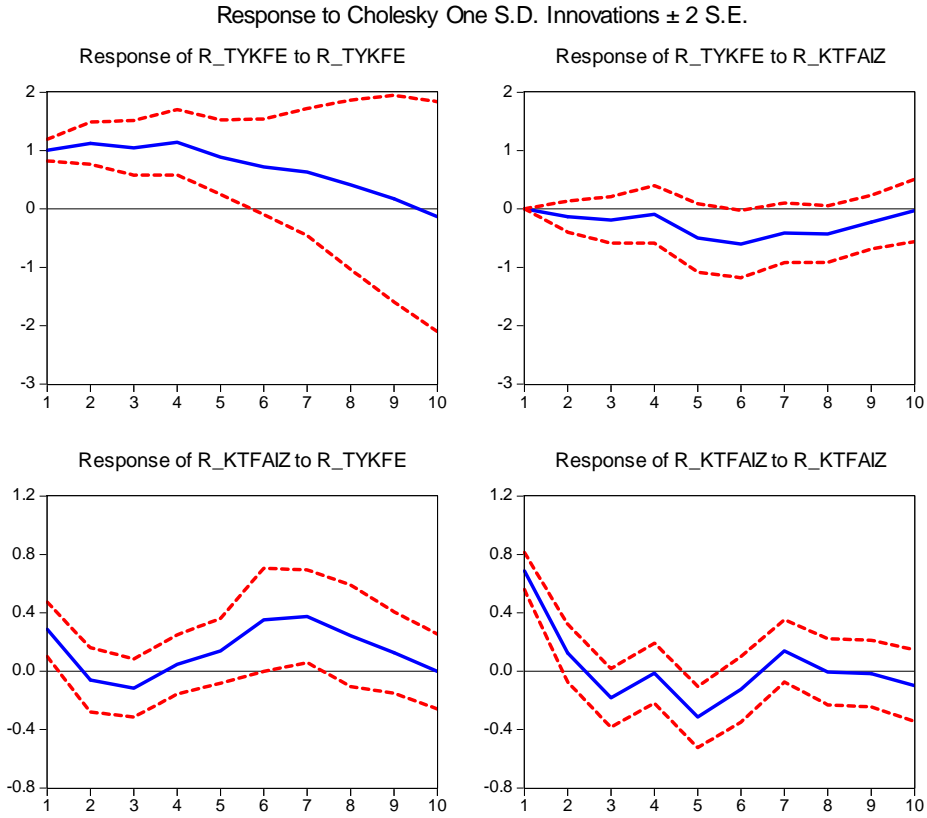 Response to Cholesky One S.D. Innovations ± 2 S.E.
Response of R_TYKFE to R_TYKFE
2
1
0
-1
-2
-3
1 2 3 4 5 6 7 8 9 10
Response of R_TYKFE to R_KTFAIZ
2
1
0
-1
-2
-3
1 2 3 4 5 6 7 8 9 10
Response of R_KTFAIZ to R_TYKFE
1.2
0.8
0.4
0.0
-0.4
-0.8
1 2 3 4 5 6 7 8 9 10
Response of R_KTFAIZ to R_KTFAIZ
1.2
0.8
0.4
0.0
-0.4
-0.8
1 2 3 4 5 6 7 8 9 10